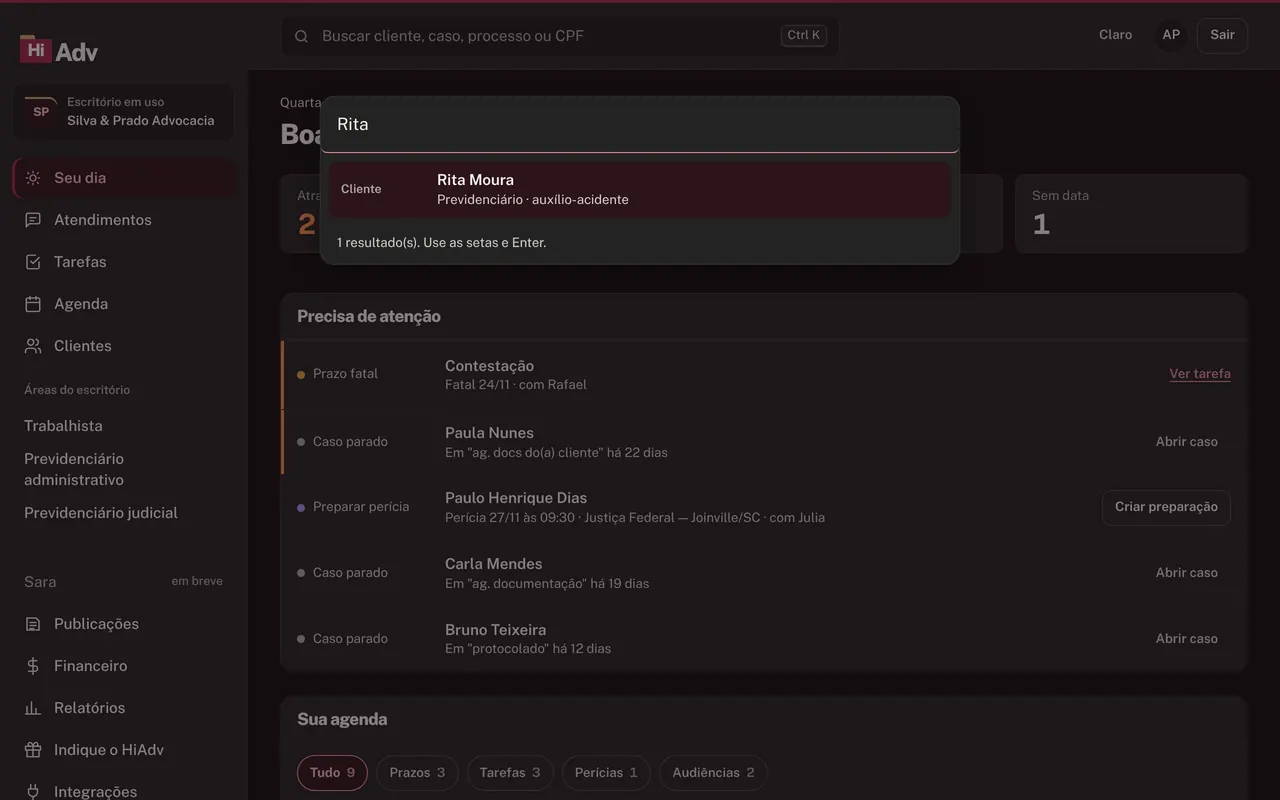 Hi Adv
Buscar cliente, caso, processo ou CPF
Ctrl K
Claro
AP
Sair
SP
Escritório em uso
Silva & Prado Advocacia
Seu dia
Atendimentos
Tarefas
Agenda
Clientes
Áreas do escritório
Trabalhista
Previdenciário
administrativo
Previdenciário judicial
Sara
em breve
Publicações
Financeiro
Relatórios
Indique o HiAdv
Integrações
Rita
Cliente
Rita Moura
Previdenciário · auxílio-acidente
1 resultado(s). Use as setas e Enter.
2
Sem data
1
Precisa de atenção
Prazo fatal
Contestação
Fatal 24/11 · com Rafael
Ver tarefa
Caso parado
Paula Nunes
Em "ag. docs do(a) cliente" há 22 dias
Abrir caso
Preparar perícia
Paulo Henrique Dias
Perícia 27/11 às 09:30 · Justiça Federal — Joinville/SC · com Julia
Criar preparação
Caso parado
Carla Mendes
Em "ag. documentação" há 19 dias
Abrir caso
Caso parado
Bruno Teixeira
Em "protocolado" há 12 dias
Abrir caso
Sua agenda
Tudo 9
Prazos 3
Tarefas 3
Perícias 1
Audiências 2